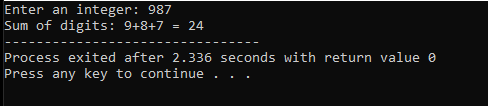 Enter an integer: 987
Sum of digits: 9+8+7 = 24
--------------------------------
Process exited after 2.336 seconds with return value 0
Press any key to continue . . .